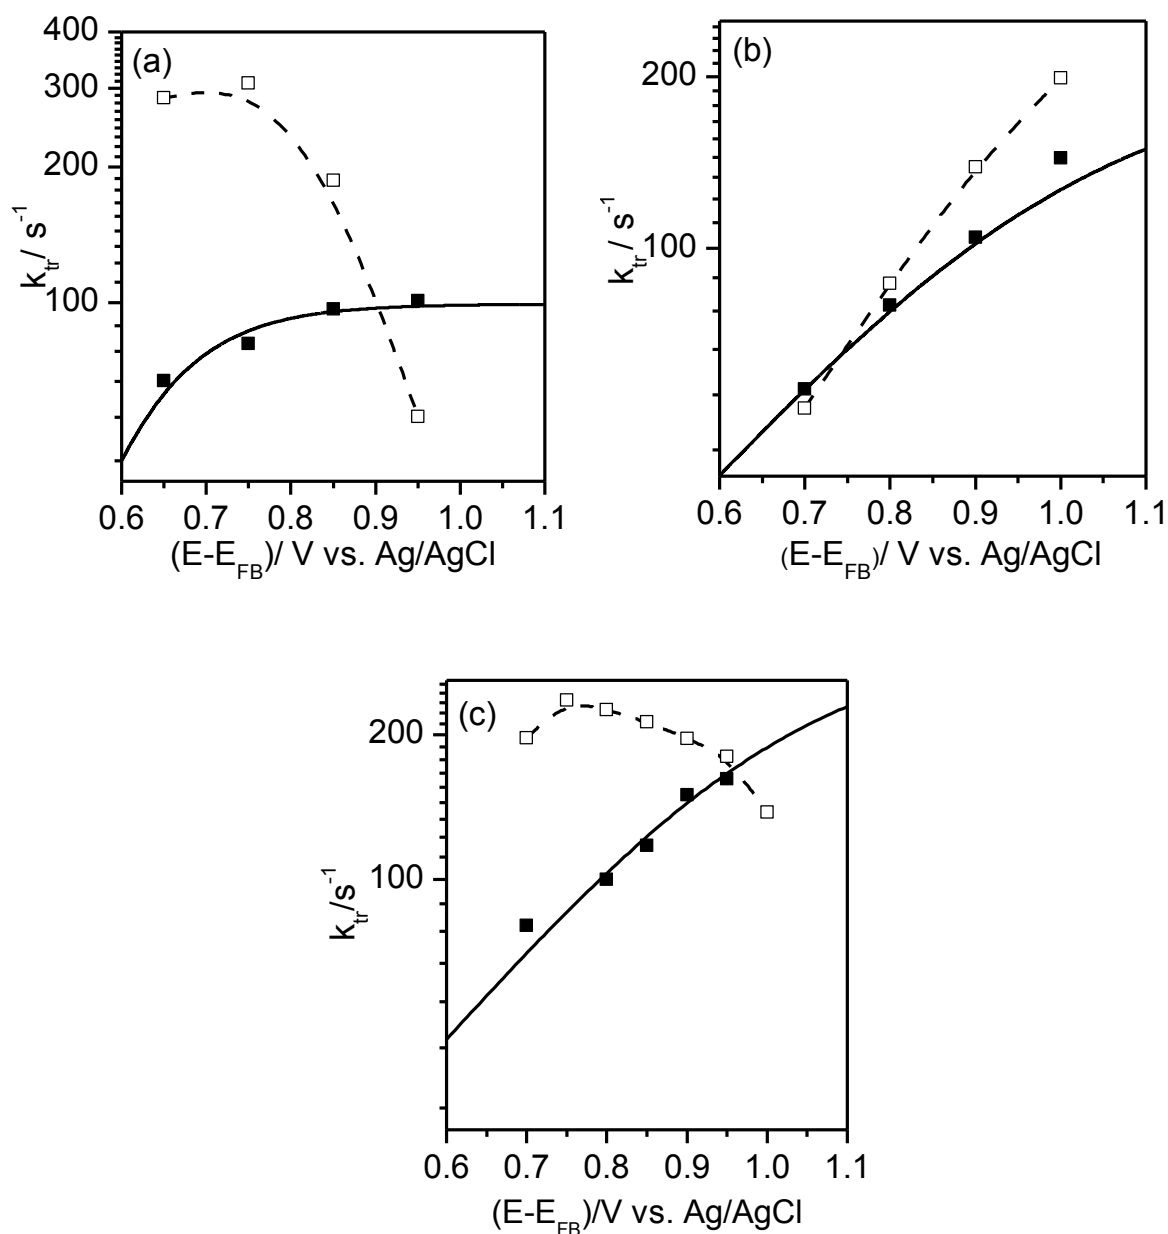 (a)
400
300
200
100
k_tr/ s^-1
0.6 0.7 0.8 0.9 1.0 1.1
(E-E_FB)/ V vs. Ag/AgCl
(b)
200
100
k_tr/ s^-1
0.6 0.7 0.8 0.9 1.0 1.1
(E-E_FB)/ V vs. Ag/AgCl
(c)
200
100
k_tr/s^-1
0.6 0.7 0.8 0.9 1.0 1.1
(E-E_FB)/V vs. Ag/AgCl